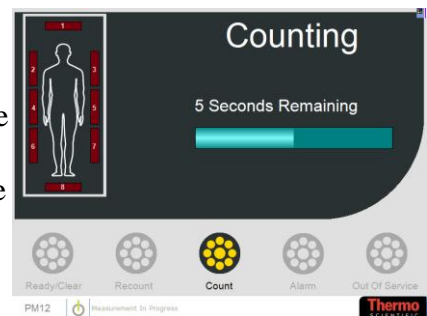 Counting
5 Seconds Remaining
1
2
3
4
5
6
7
8
e
e
Ready/Clear
Recount
Count
Alarm
Out Of Service
PM12
Measurement In Progress
Thermo
SCIENTIFIC